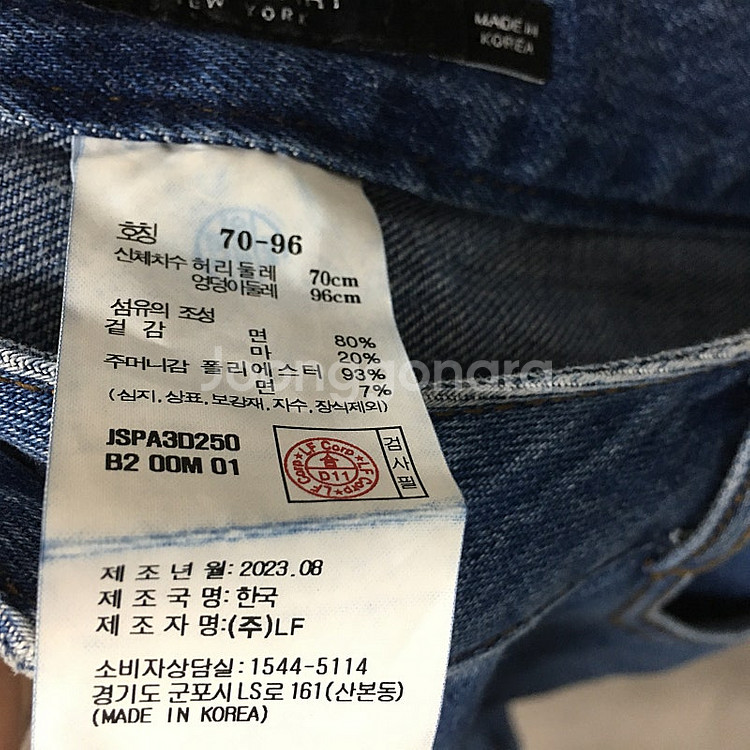 NEW YORK
MADE IN
KOREA
호칭 70-96
신체치수 허리둘레 70cm
엉덩이둘레 96cm
섬유의 조성
겉감 면 80%
마 20%
주머니감 폴리에스터 93%
면 7%
(심지,상표,보강재,자수,장식제외)
JSPA3D250
B2 00M 01
LF Corp ★ LF Corp ★ LF Corp
合
D11
검사필
제조년월: 2023.08
제조국명: 한국
제조자명:(주)LF
소비자상담실:1544-5114
경기도 군포시 LS로 161(산본동)
(MADE IN KOREA)
Joonggonara